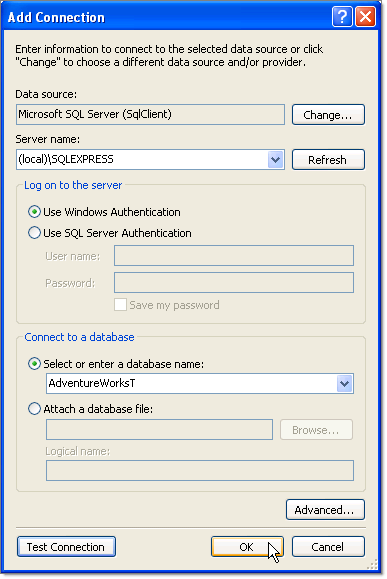 Add Connection
Enter information to connect to the selected data source or click
"Change" to choose a different data source and/or provider.
Data source:
Microsoft SQL Server (SqlClient)
Change...
Server name:
(local)\SQLEXPRESS
Refresh
Log on to the server
Use Windows Authentication
Use SQL Server Authentication
User name:
Password:
Save my password
Connect to a database
Select or enter a database name:
AdventureWorksT
Attach a database file:
Browse...
Logical name:
Advanced...
Test Connection
OK
Cancel